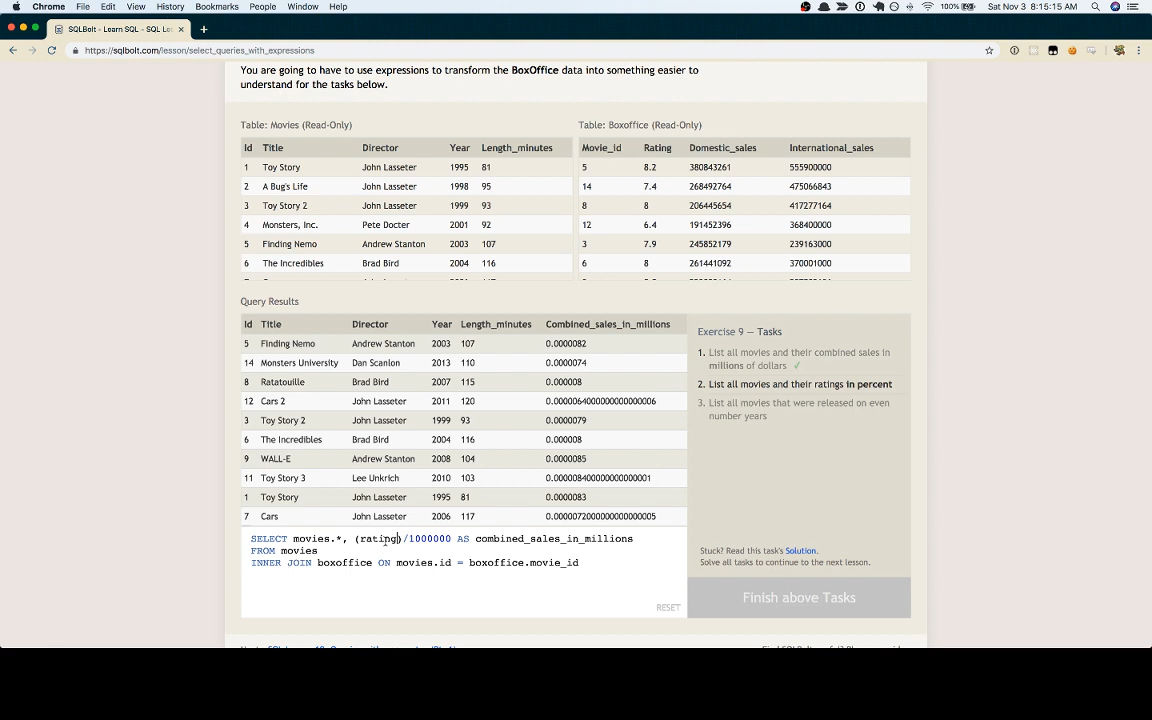 Chrome File Edit View History Bookmarks People Window Help 100% Sat Nov 3 8:15:15 AM
SQLBolt - Learn SQL - SQL Les
https://sqlbolt.com/lesson/select_queries_with_expressions
You are going to have to use expressions to transform the BoxOffice data into something easier to
understand for the tasks below.
Table: Movies (Read-Only) Table: Boxoffice (Read-Only)
Id Title Director Year Length_minutes Movie_id Rating Domestic_sales International_sales
1 Toy Story John Lasseter 1995 81 5 8.2 380843261 555900000
2 A Bug's Life John Lasseter 1998 95 14 7.4 268492764 475066843
3 Toy Story 2 John Lasseter 1999 93 8 8 206445654 417277164
4 Monsters, Inc. Pete Docter 2001 92 12 6.4 191452396 368400000
5 Finding Nemo Andrew Stanton 2003 107 3 7.9 245852179 239163000
6 The Incredibles Brad Bird 2004 116 6 8 261441092 370001000
Query Results
Id Title Director Year Length_minutes Combined_sales_in_millions
5 Finding Nemo Andrew Stanton 2003 107 0.0000082
14 Monsters University Dan Scanlon 2013 110 0.0000074
8 Ratatouille Brad Bird 2007 115 0.000008
12 Cars 2 John Lasseter 2011 120 0.0000064000000000000006
3 Toy Story 2 John Lasseter 1999 93 0.0000079
6 The Incredibles Brad Bird 2004 116 0.000008
9 WALL-E Andrew Stanton 2008 104 0.0000085
11 Toy Story 3 Lee Unkrich 2010 103 0.0000084000000000000001
1 Toy Story John Lasseter 1995 81 0.0000083
7 Cars John Lasseter 2006 117 0.0000072000000000000005
SELECT movies.*, (rating)/1000000 AS combined_sales_in_millions
FROM movies
INNER JOIN boxoffice ON movies.id = boxoffice.movie_id
RESET
Exercise 9 — Tasks
1. List all movies and their combined sales in
millions of dollars ✓
2. List all movies and their ratings in percent
3. List all movies that were released on even
number years
Stuck? Read this task's Solution.
Solve all tasks to continue to the next lesson.
Finish above Tasks